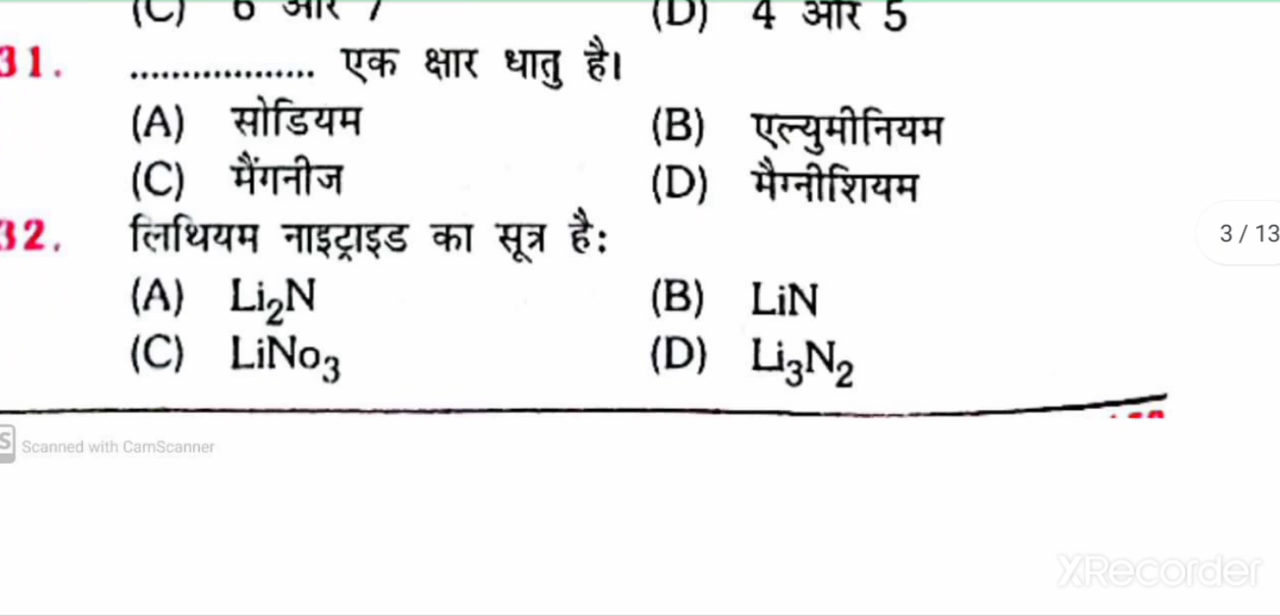 (C) 6 और 7 (D) 4 और 5
31. .................. एक क्षार धातु है।
(A) सोडियम (B) एल्युमीनियम
(C) मैंगनीज (D) मैग्नीशियम
32. लिथियम नाइट्राइड का सूत्र है:
(A) Li₂N (B) LiN
(C) LiNo₃ (D) Li₃N₂
3 / 13
S Scanned with CamScanner
XRecorder